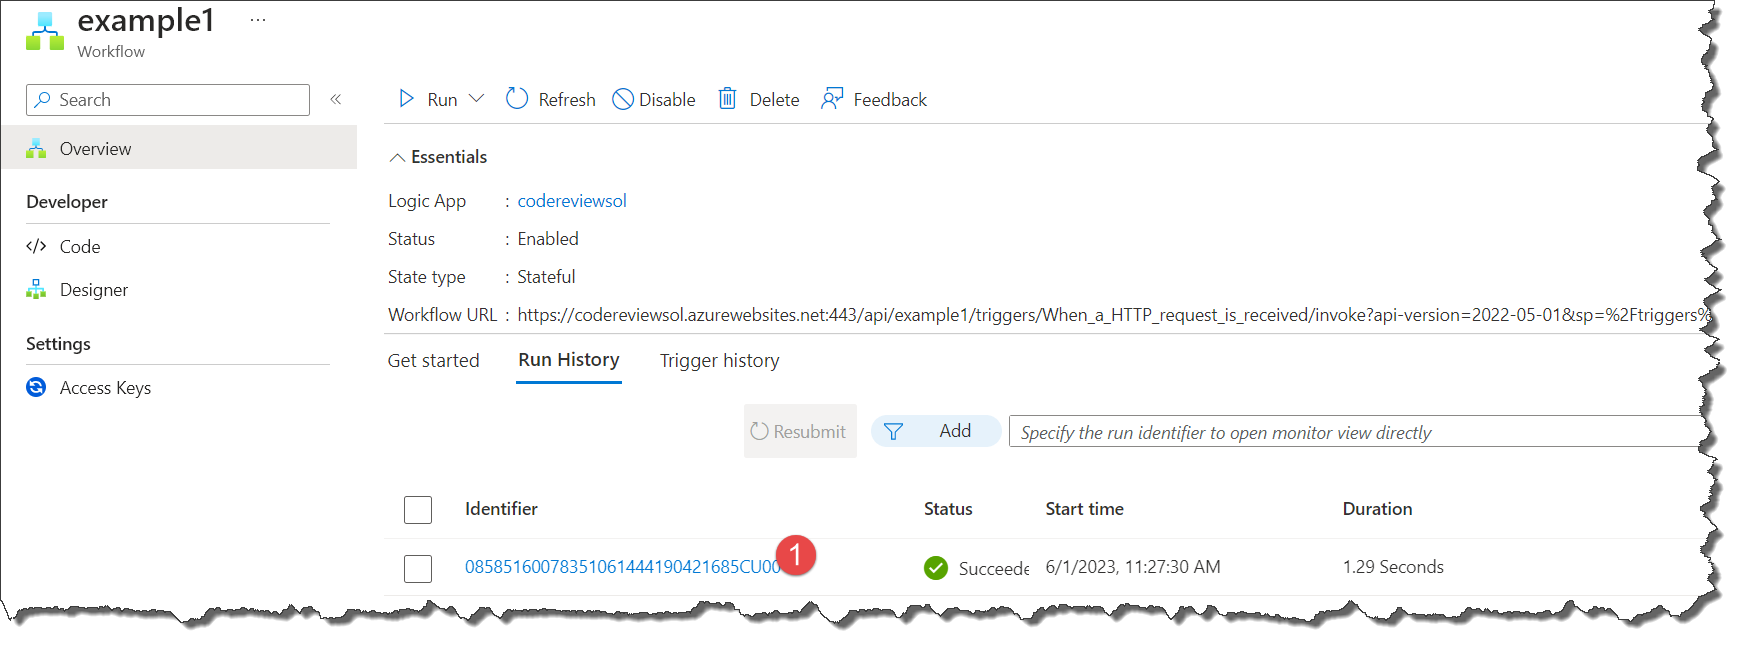 example1 ...
Workflow
Search «
Run Refresh Disable Delete Feedback
Overview
Essentials
Developer
Logic App : codereviewsol
Status : Enabled
Code
State type : Stateful
Designer
Workflow URL : https://codereviewsol.azurewebsites.net:443/api/example1/triggers/When_a_HTTP_request_is_received/invoke?api-version=2022-05-01&sp=%2Ftriggers%
Settings
Get started Run History Trigger history
Access Keys
Resubmit Add Specify the run identifier to open monitor view directly
Identifier Status Start time Duration
08585160078351061444190421685CU00 1 Succeede 6/1/2023, 11:27:30 AM 1.29 Seconds